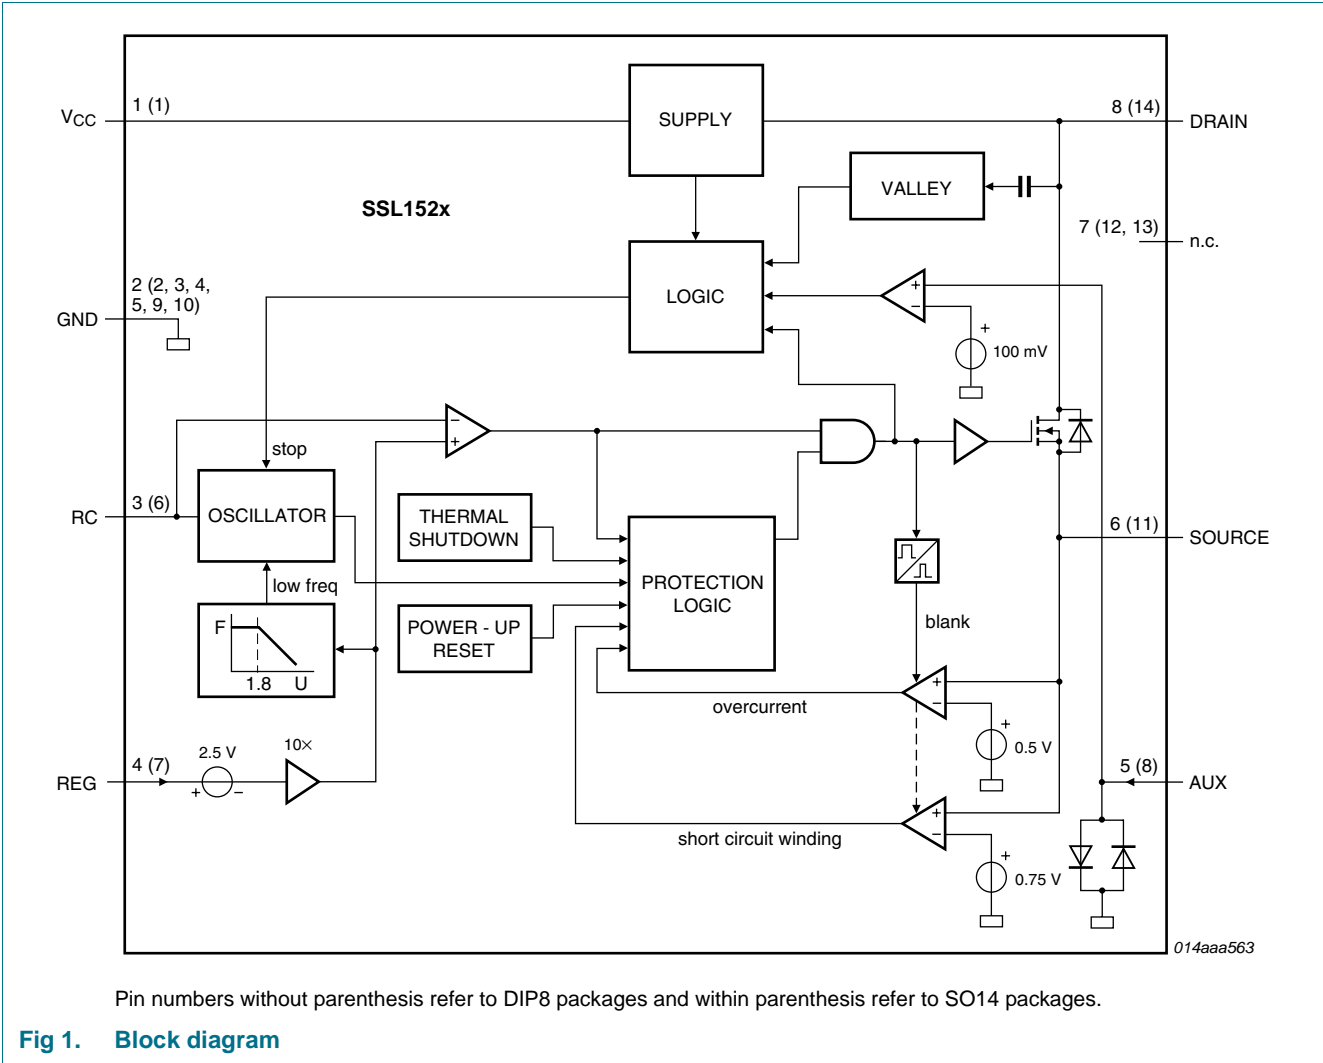 1 (1)
VCC
SUPPLY
8 (14)
DRAIN
VALLEY
SSL152x
7 (12, 13)
n.c.
2 (2, 3, 4,
5, 9, 10)
GND
LOGIC
+
−
+
100 mV
−
+
stop
3 (6)
RC
OSCILLATOR
THERMAL
SHUTDOWN
6 (11)
SOURCE
low freq
PROTECTION
LOGIC
F
1.8
U
POWER - UP
RESET
blank
+
−
overcurrent
+
0.5 V
4 (7)
REG
2.5 V
+
−
10×
5 (8)
AUX
+
−
short circuit winding
+
0.75 V
014aaa563
Pin numbers without parenthesis refer to DIP8 packages and within parenthesis refer to SO14 packages.
Fig 1. Block diagram